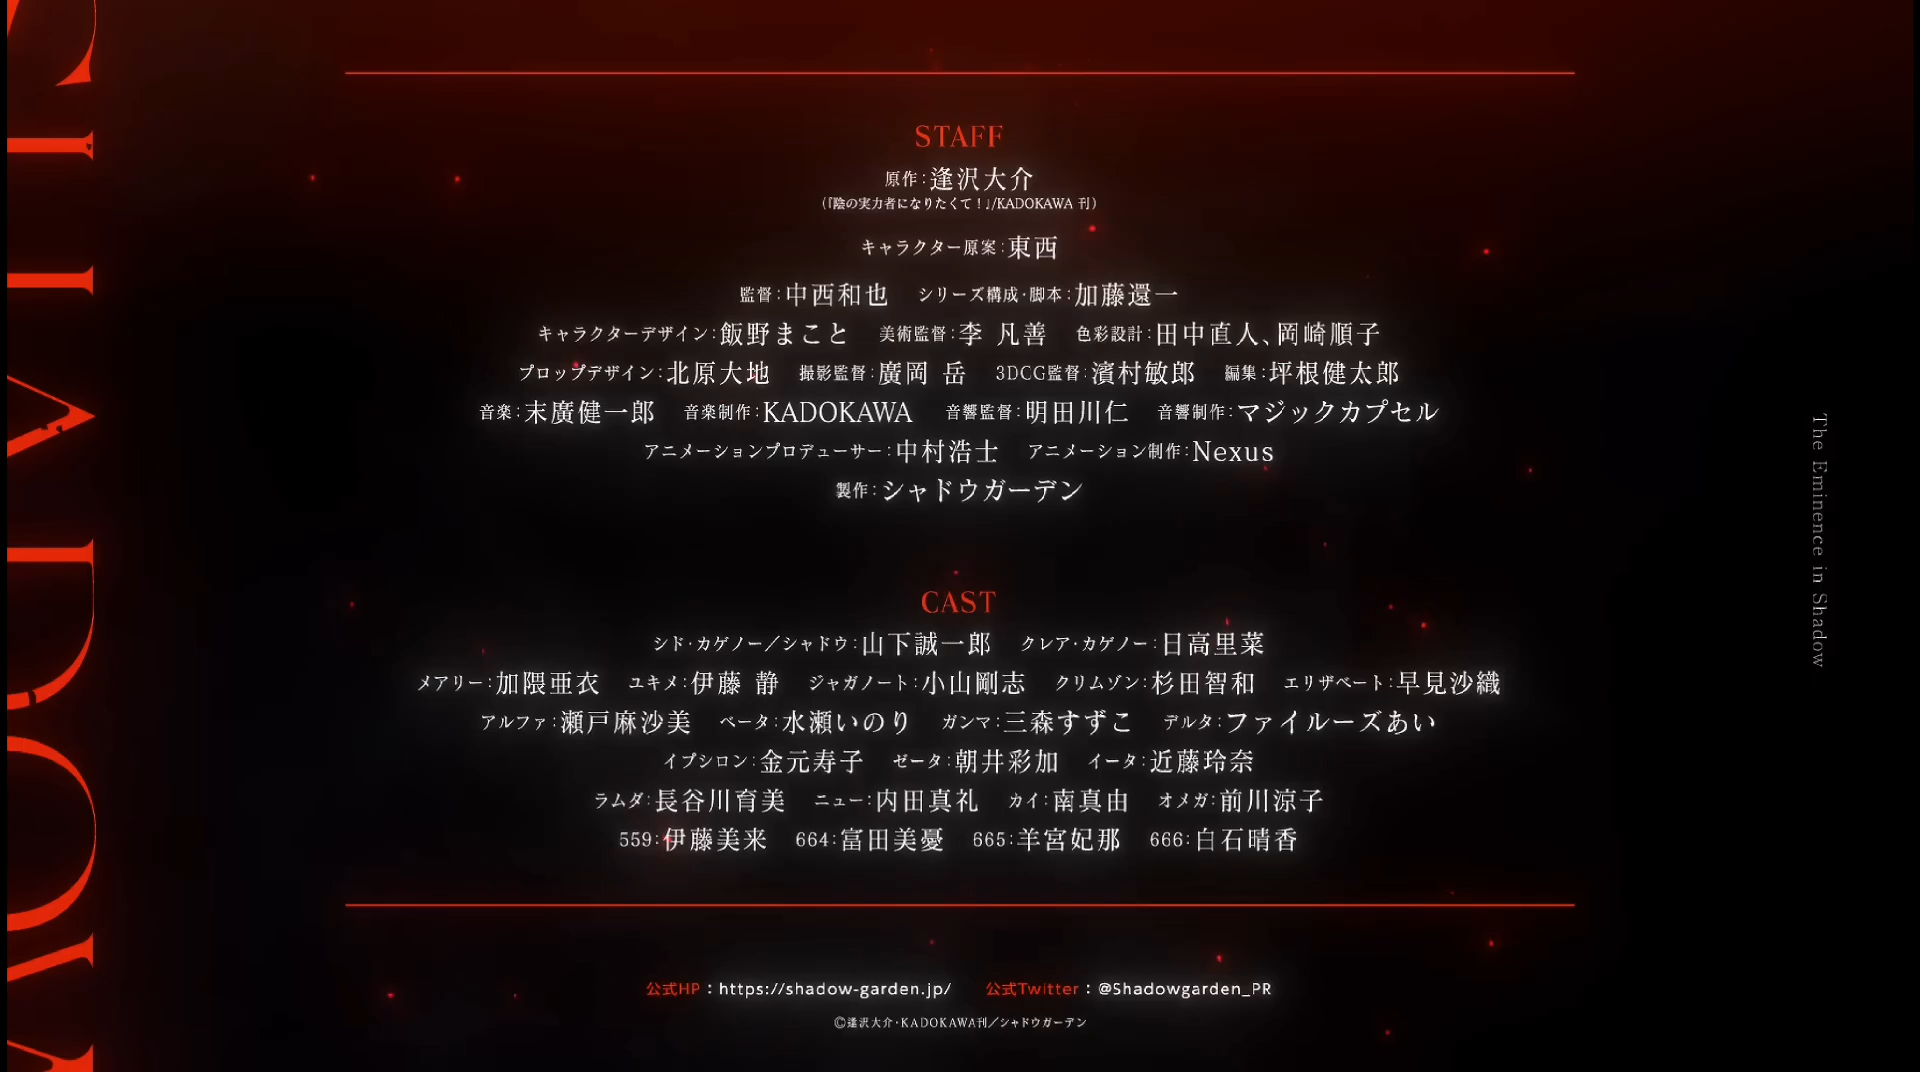 SHADOW
STAFF
原作：逢沢大介
（『陰の実力者になりたくて！』/KADOKAWA 刊）
キャラクター原案：東西
監督：中西和也　シリーズ構成・脚本：加藤還一
キャラクターデザイン：飯野まこと　美術監督：李 凡善　色彩設計：田中直人、岡崎順子
プロップデザイン：北原大地　撮影監督：廣岡 岳　3DCG監督：濱村敏郎　編集：坪根健太郎
音楽：末廣健一郎　音楽制作：KADOKAWA　音響監督：明田川仁　音響制作：マジックカプセル
アニメーションプロデューサー：中村浩士　アニメーション制作：Nexus
製作：シャドウガーデン
CAST
シド・カゲノー／シャドウ：山下誠一郎　クレア・カゲノー：日高里菜
メアリー：加隈亜衣　ユキメ：伊藤 静　ジャガノート：小山剛志　クリムゾン：杉田智和　エリザベート：早見沙織
アルファ：瀬戸麻沙美　ベータ：水瀬いのり　ガンマ：三森すずこ　デルタ：ファイルーズあい
イプシロン：金元寿子　ゼータ：朝井彩加　イータ：近藤玲奈
ラムダ：長谷川育美　ニュー：内田真礼　カイ：南真由　オメガ：前川涼子
559：伊藤美来　664：富田美憂　665：羊宮妃那　666：白石晴香
公式HP：https://shadow-garden.jp/　公式Twitter：@Shadowgarden_PR
©逢沢大介・KADOKAWA刊／シャドウガーデン
The Eminence in Shadow